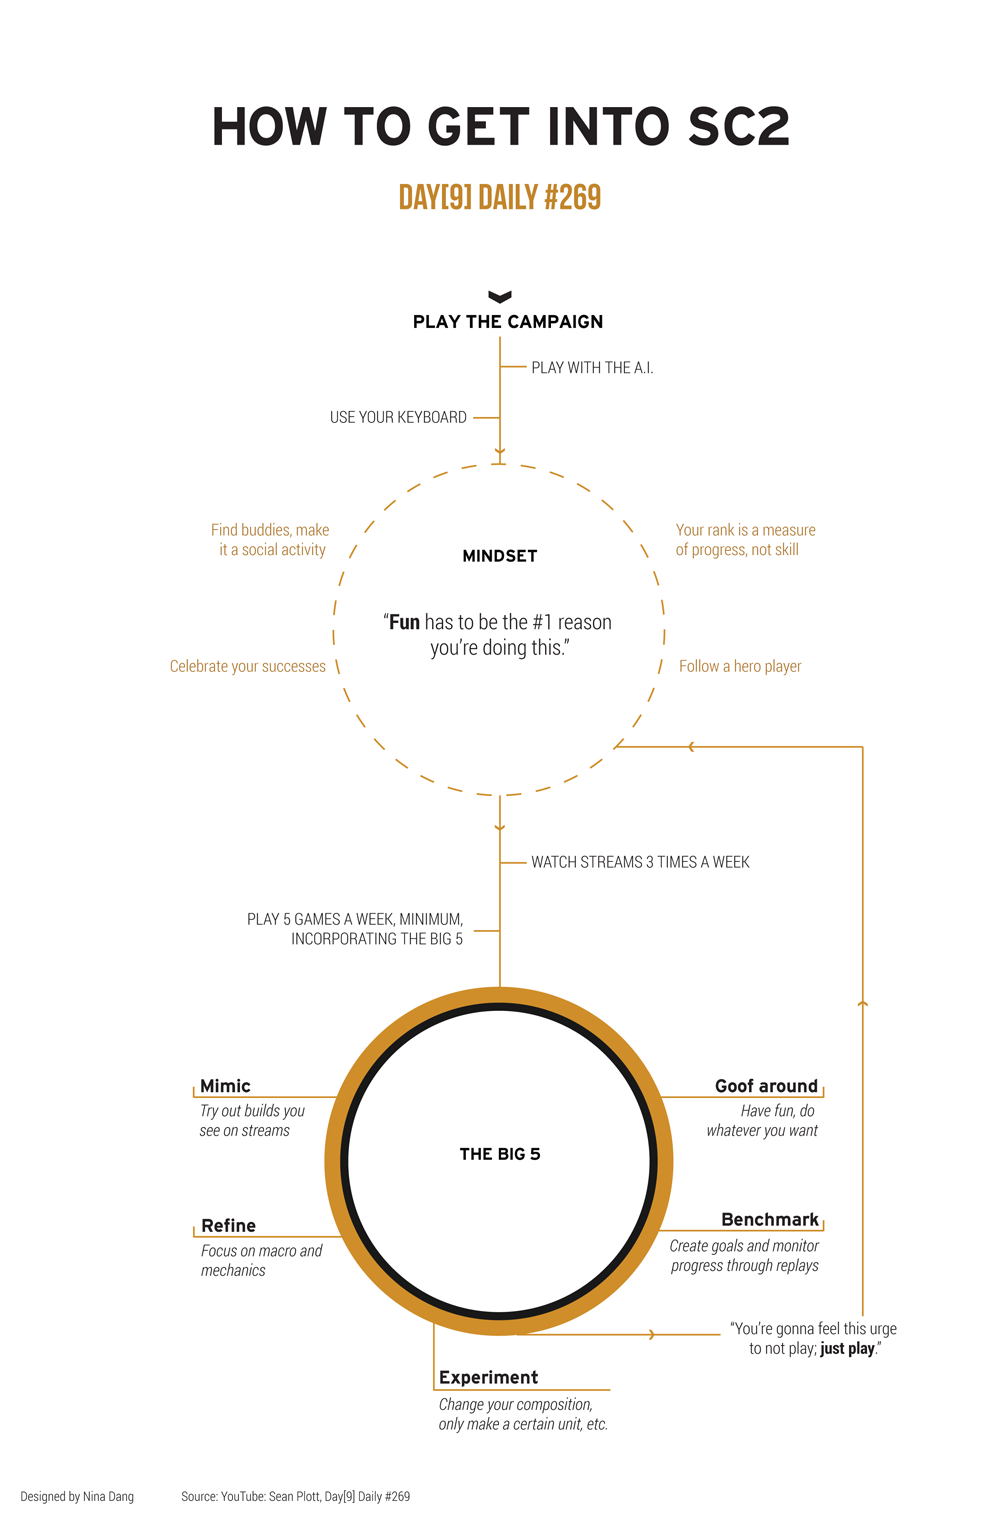 HOW TO GET INTO SC2
DAY[9] DAILY #269
PLAY THE CAMPAIGN
PLAY WITH THE A.I.
USE YOUR KEYBOARD
Find buddies, make
it a social activity
Your rank is a measure
of progress, not skill
MINDSET
“Fun has to be the #1 reason
you’re doing this.”
Celebrate your successes
Follow a hero player
WATCH STREAMS 3 TIMES A WEEK
PLAY 5 GAMES A WEEK, MINIMUM,
INCORPORATING THE BIG 5
Mimic
Try out builds you
see on streams
Goof around
Have fun, do
whatever you want
THE BIG 5
Refine
Focus on macro and
mechanics
Benchmark
Create goals and monitor
progress through replays
“You’re gonna feel this urge
to not play; just play.”
Experiment
Change your composition,
only make a certain unit, etc.
Designed by Nina Dang
Source: YouTube: Sean Plott, Day[9] Daily #269